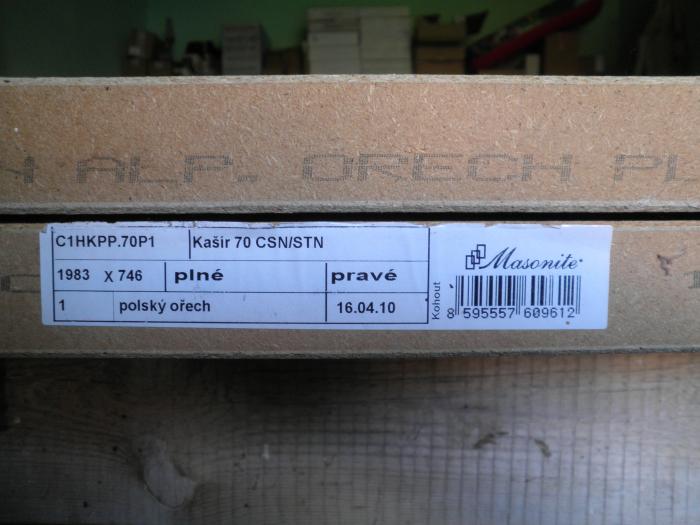 ALP. OŘECH PL
C1HKPP.70P1 Kašír 70 CSN/STN
1983 X 746 plné pravé
1 polský ořech 16.04.10
Masonite
Kohout
8 595557 609612